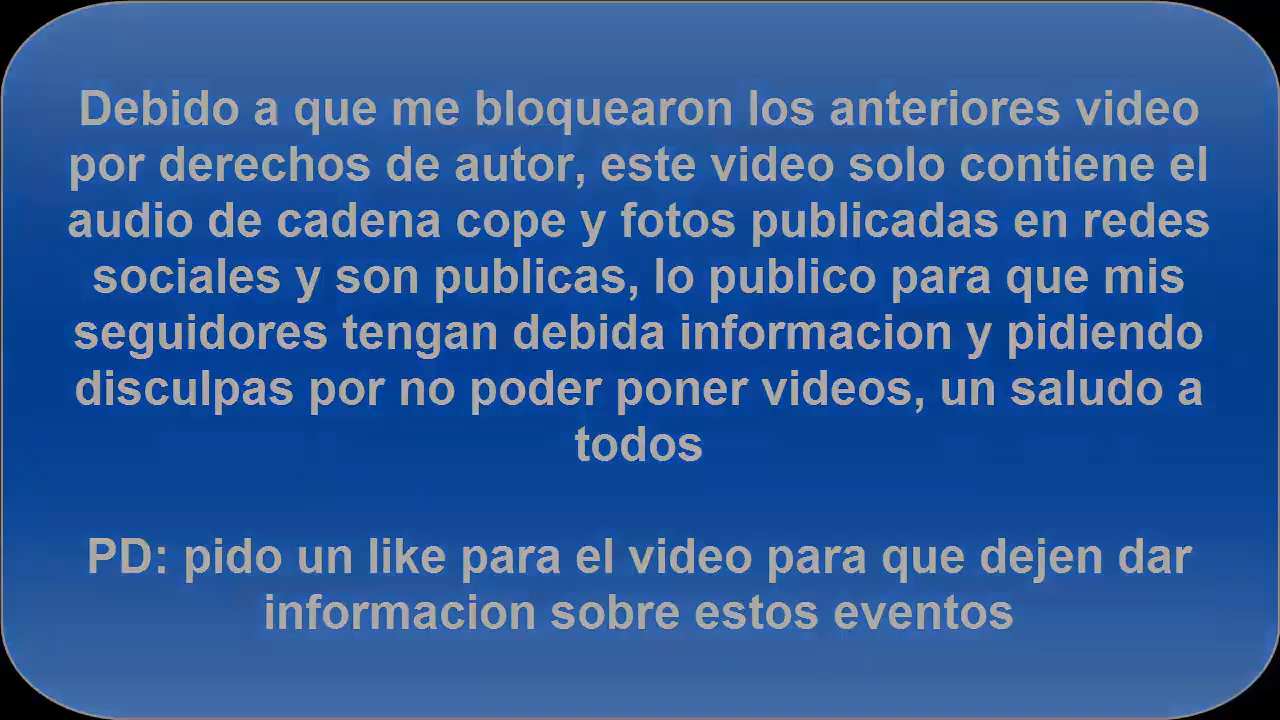 Debido a que me bloquearon los anteriores video
por derechos de autor, este video solo contiene el
audio de cadena cope y fotos publicadas en redes
sociales y son publicas, lo publico para que mis
seguidores tengan debida informacion y pidiendo
disculpas por no poder poner videos, un saludo a
todos
PD: pido un like para el video para que dejen dar
informacion sobre estos eventos